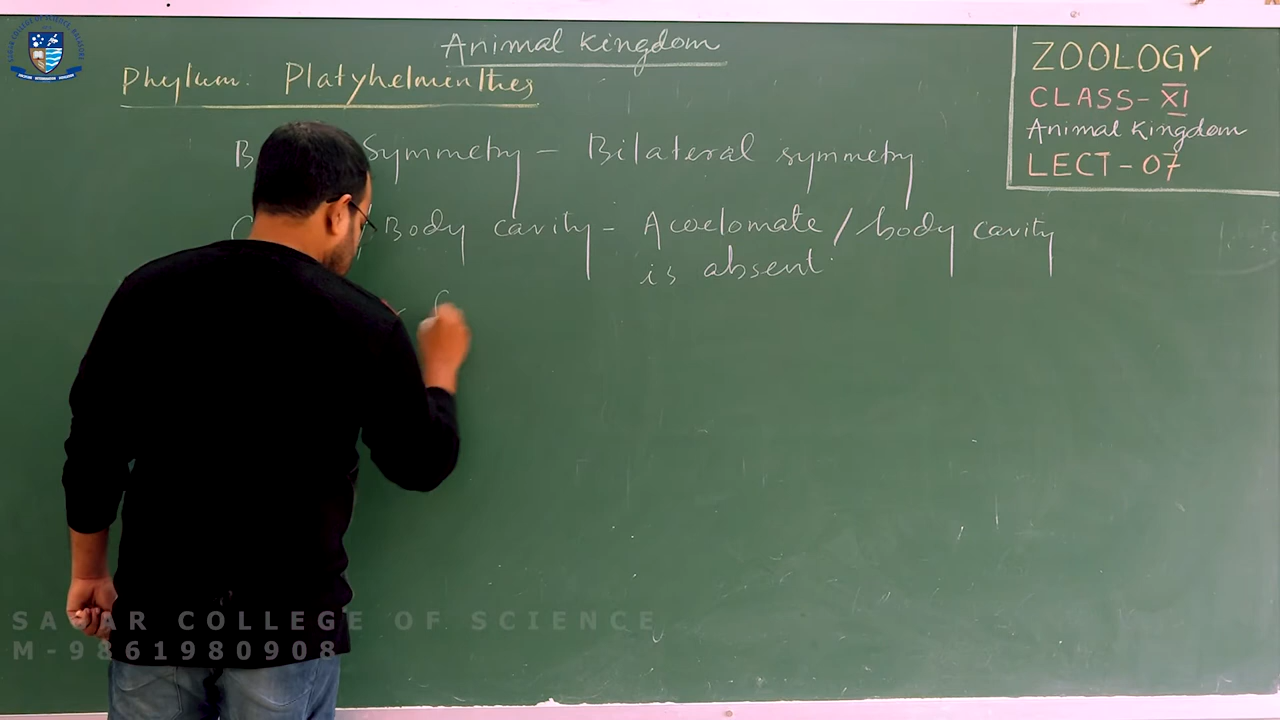 Animal kingdom
Phylum: Platyhelminthes
ZOOLOGY
CLASS- XI
Animal kingdom
LECT-07
B Symmetry - Bilateral symmetry
Body cavity - Acoelomate / body cavity
is absent
SAGAR COLLEGE OF SCIENCE
M-9861980908